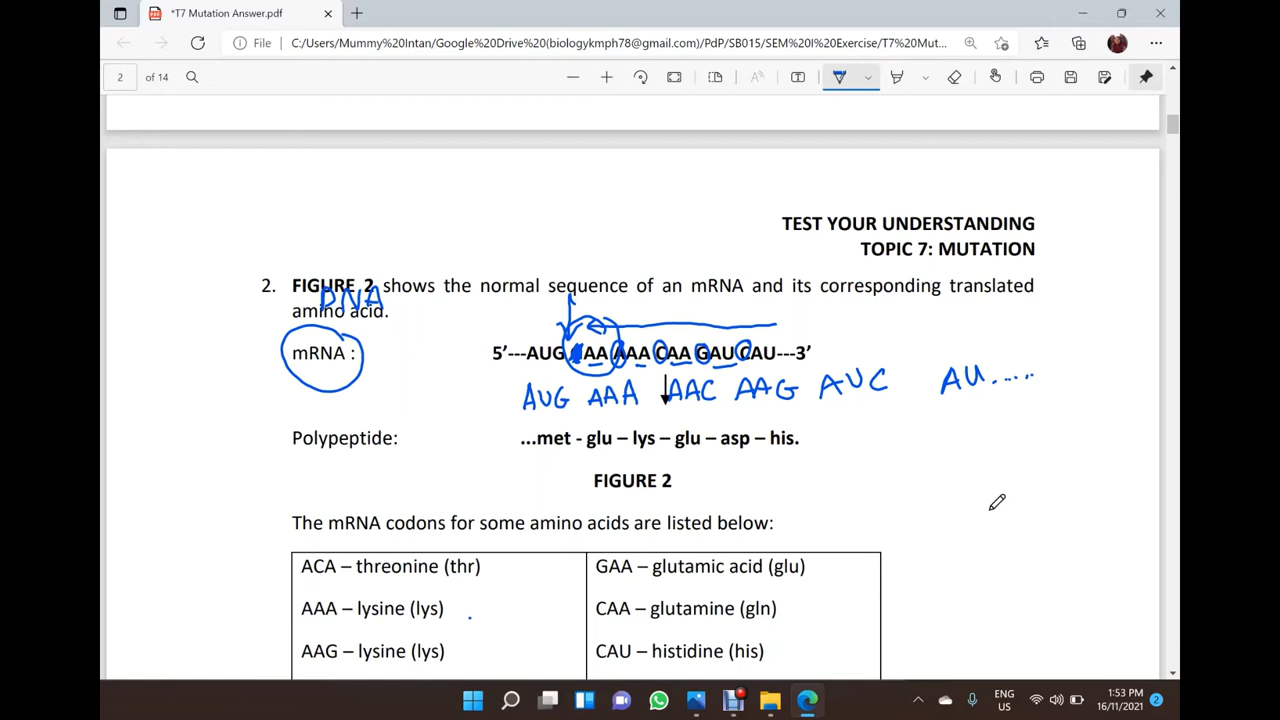 *T7 Mutation Answer.pdf
File C:/Users/Mummy%20Intan/Google%20Drive%20(biologykmph78@gmail.com)/PdP/SB015/SEM%20I%20Exercise/T7%20Mut...
2 of 14
TEST YOUR UNDERSTANDING
TOPIC 7: MUTATION
2. FIGURE 2 shows the normal sequence of an mRNA and its corresponding translated
DNA
amino acid.
mRNA : 5’---AUG AA AAA CAA GAU CAU---3’
AUG AAA AAC AAG AUC AU.....
Polypeptide: ...met - glu – lys – glu – asp – his.
FIGURE 2
The mRNA codons for some amino acids are listed below:
ACA – threonine (thr) GAA – glutamic acid (glu)
AAA – lysine (lys) CAA – glutamine (gln)
AAG – lysine (lys) CAU – histidine (his)
ENG 1:53 PM
US 16/11/2021 2